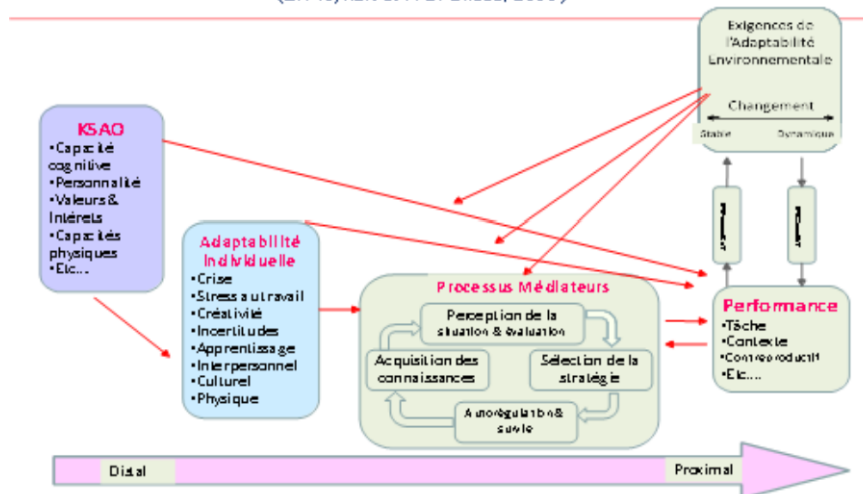 Exigences de
l'Adaptabilité
Environnementale
Changement
Stable
Dynamique
KSAO
•Capacité
cognitive
•Personnalité
•Valeurs &
Intérets
•Capacités
physiques
•Etc...
Adaptabilité
Individuelle
•Crise
•Stress au travail
•Créativité
•Incertitudes
•Apprentissage
•Interpersonnel
•Culturel
•Physique
Processus Médiateurs
Perception de la
situation & évaluation
Acquisition des
connaissances
Sélection de la
stratégie
Autorégulation &
Performance
•Tâche
•Contexte
•Contreproductif
•Etc....
Distal
Proximal